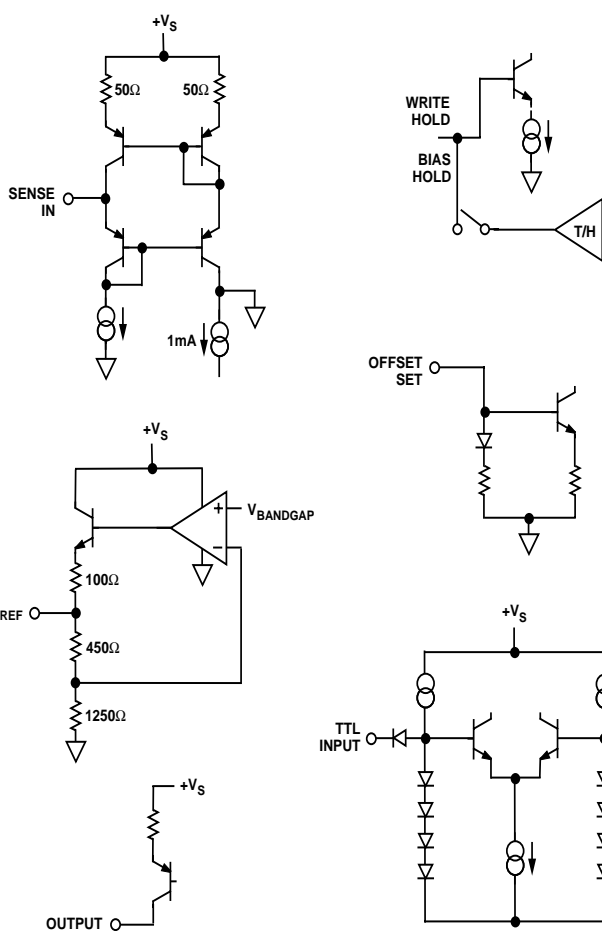 +VS
50Ω
50Ω
SENSE
IN
1mA
WRITE
HOLD
BIAS
HOLD
T/H
OFFSET
SET
+VS
+
VBANDGAP
–
100Ω
REF
450Ω
1250Ω
+VS
TTL
INPUT
+VS
OUTPUT